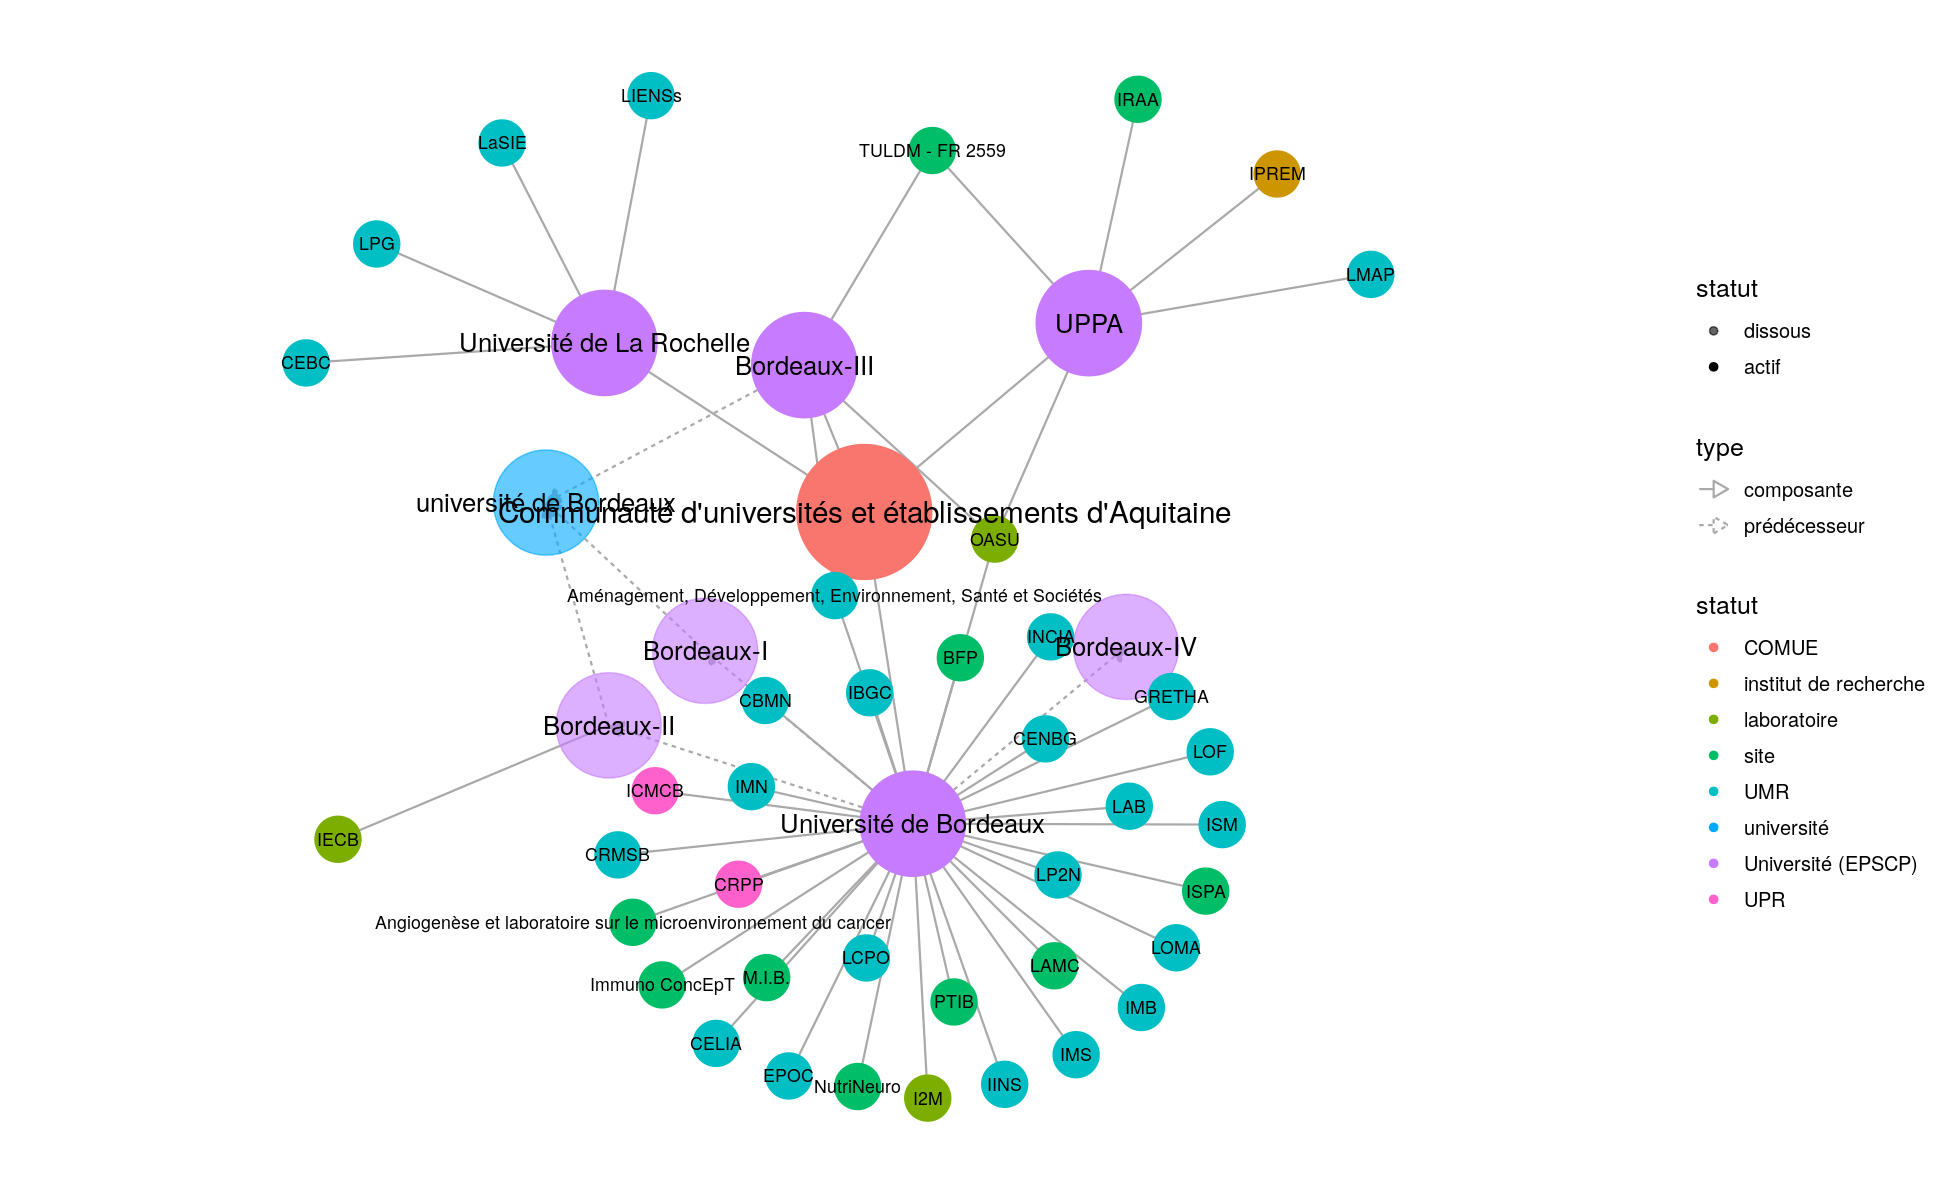 LIENSs
IRAA
LaSIE
TULDM - FR 2559
IPREM
LPG
LMAP
statut
UPPA
dissous
Université de La Rochelle
CEBC
Bordeaux-III
actif
type
composante
université de Bordeaux
Communauté d'universités et établissements d'Aquitaine
prédécesseur
OASU
Aménagement, Développement, Environnement, Santé et Sociétés
statut
INCIA
Bordeaux-IV
COMUE
Bordeaux-I
BFP
institut de recherche
IBGC
GRETHA
CBMN
laboratoire
Bordeaux-II
CENBG
LOF
site
IMN
ICMCB
UMR
LAB
Université de Bordeaux
ISM
université
IECB
CRMSB
Université (EPSCP)
LP2N
CRPP
ISPA
UPR
Angiogenèse et laboratoire sur le microenvironnement du cancer
LOMA
LCPO
LAMC
M.I.B.
Immuno ConcEpT
PTIB
IMB
CELIA
IMS
EPOC
NutriNeuro
IINS
I2M